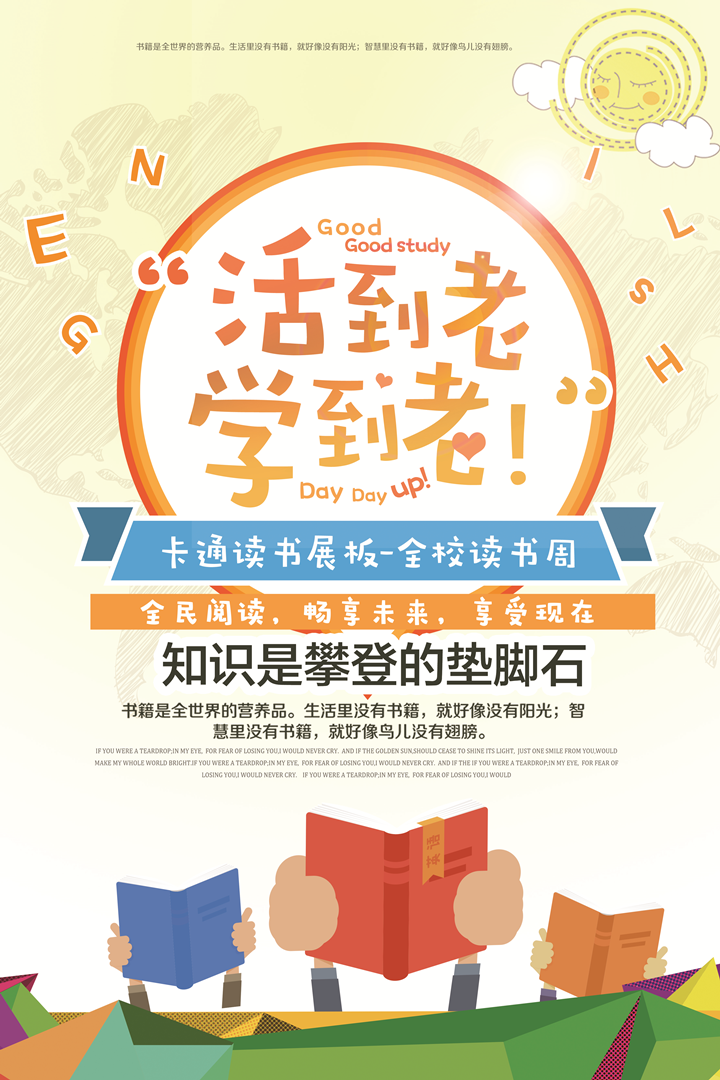 书籍是全世界的营养品。生活里没有书籍，就好像没有阳光；智慧里没有书籍，就好像鸟儿没有翅膀。
G
E
N
G
I
L
S
H
Good
Good study
“活到老
学到老！”
Day Day up!
卡通读书展板-全校读书周
全民阅读，畅享未来，享受现在
知识是攀登的垫脚石
书籍是全世界的营养品。生活里没有书籍，就好像没有阳光；智
慧里没有书籍，就好像鸟儿没有翅膀。
IF YOU WERE A TEARDROP;IN MY EYE, FOR FEAR OF LOSING YOU,I WOULD NEVER CRY. AND IF THE GOLDEN SUN,SHOULD CEASE TO SHINE ITS LIGHT, JUST ONE SMILE FROM YOU,WOULD
MAKE MY WHOLE WORLD BRIGHT.IF YOU WERE A TEARDROP;IN MY EYE, FOR FEAR OF LOSING YOU,I WOULD NEVER CRY. AND IF THE IF YOU WERE A TEARDROP;IN MY EYE, FOR FEAR OF
LOSING YOU,I WOULD NEVER CRY. IF YOU WERE A TEARDROP;IN MY EYE, FOR FEAR OF LOSING YOU,I WOULD
英语